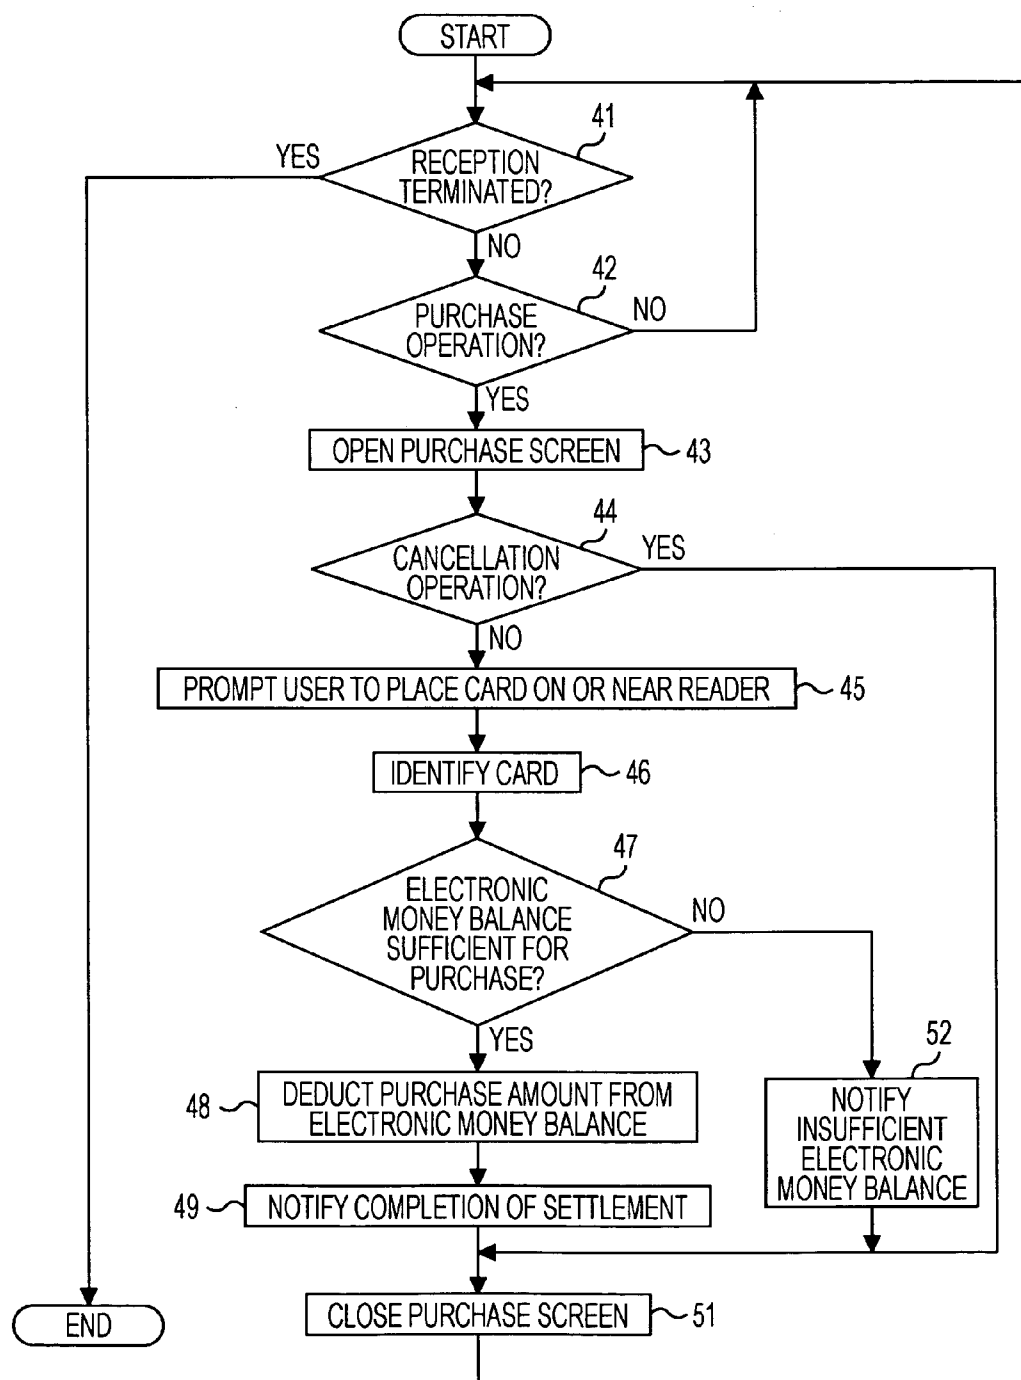 START
41
YES
RECEPTION
TERMINATED?
NO
42
PURCHASE
OPERATION?
NO
YES
OPEN PURCHASE SCREEN
43
44
CANCELLATION
OPERATION?
YES
NO
PROMPT USER TO PLACE CARD ON OR NEAR READER
45
IDENTIFY CARD
46
47
ELECTRONIC
MONEY BALANCE
SUFFICIENT FOR
PURCHASE?
NO
YES
52
48
DEDUCT PURCHASE AMOUNT FROM
ELECTRONIC MONEY BALANCE
NOTIFY
INSUFFICIENT
ELECTRONIC
MONEY BALANCE
49
NOTIFY COMPLETION OF SETTLEMENT
CLOSE PURCHASE SCREEN
51
END